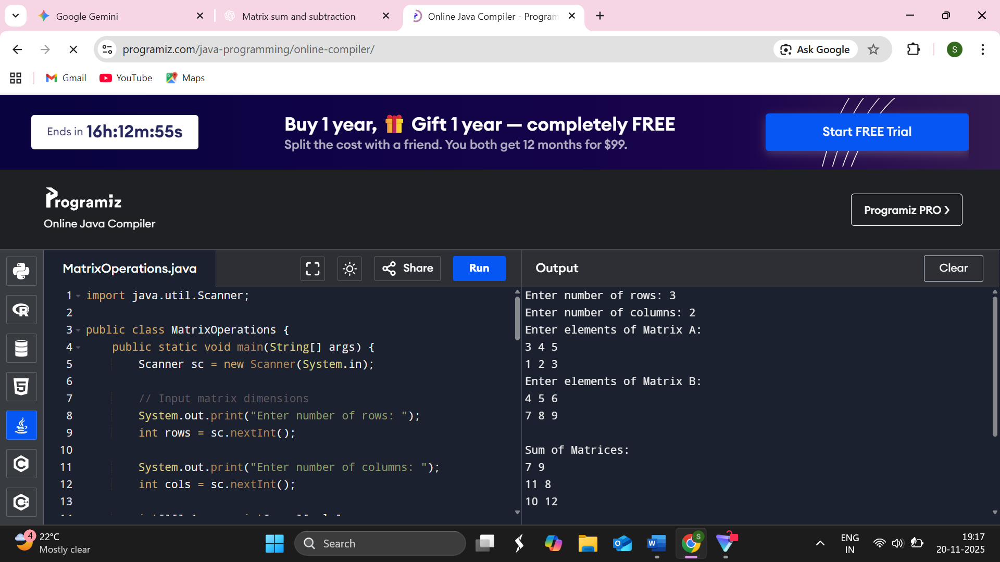 Google Gemini
Matrix sum and subtraction
Online Java Compiler - Program
programiz.com/java-programming/online-compiler/
Ask Google
S
Gmail
YouTube
Maps
Ends in 16h:12m:55s
Buy 1 year, 🎁 Gift 1 year — completely FREE
Split the cost with a friend. You both get 12 months for $99.
Start FREE Trial
Programiz
Online Java Compiler
Programiz PRO ❯
MatrixOperations.java
Share
Run
Output
Clear
1 import java.util.Scanner;
2
3 public class MatrixOperations {
4 public static void main(String[] args) {
5 Scanner sc = new Scanner(System.in);
6
7 // Input matrix dimensions
8 System.out.print("Enter number of rows: ");
9 int rows = sc.nextInt();
10
11 System.out.print("Enter number of columns: ");
12 int cols = sc.nextInt();
13
Enter number of rows: 3
Enter number of columns: 2
Enter elements of Matrix A:
3 4 5
1 2 3
Enter elements of Matrix B:
4 5 6
7 8 9
Sum of Matrices:
7 9
11 8
10 12
4
22°C
Mostly clear
Search
S
ENG
IN
19:17
20-11-2025